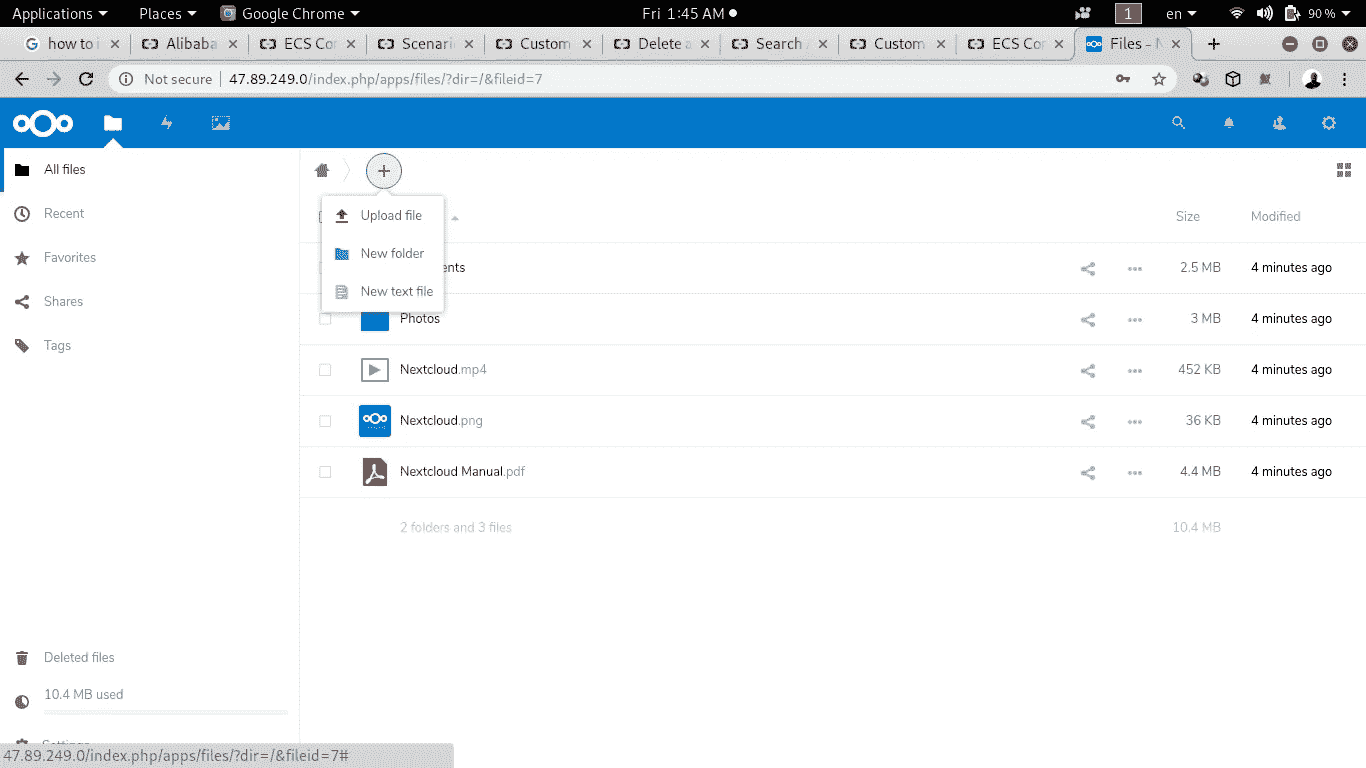 Applications Places Google Chrome Fri 1:45 AM 1 en 90 %
how to i Alibaba ECS Co Scenari Custom Delete a Search Custom ECS Co Files - N
Not secure 47.89.249.0/index.php/apps/files/?dir=/&fileid=7
All files
Recent
Favorites
Shares
Tags
Deleted files
10.4 MB used
Settings
Upload file
New folder
New text file
Size Modified
ents 2.5 MB 4 minutes ago
Photos 3 MB 4 minutes ago
Nextcloud.mp4 452 KB 4 minutes ago
Nextcloud.png 36 KB 4 minutes ago
Nextcloud Manual.pdf 4.4 MB 4 minutes ago
2 folders and 3 files 10.4 MB
47.89.249.0/index.php/apps/files/?dir=/&fileid=7#